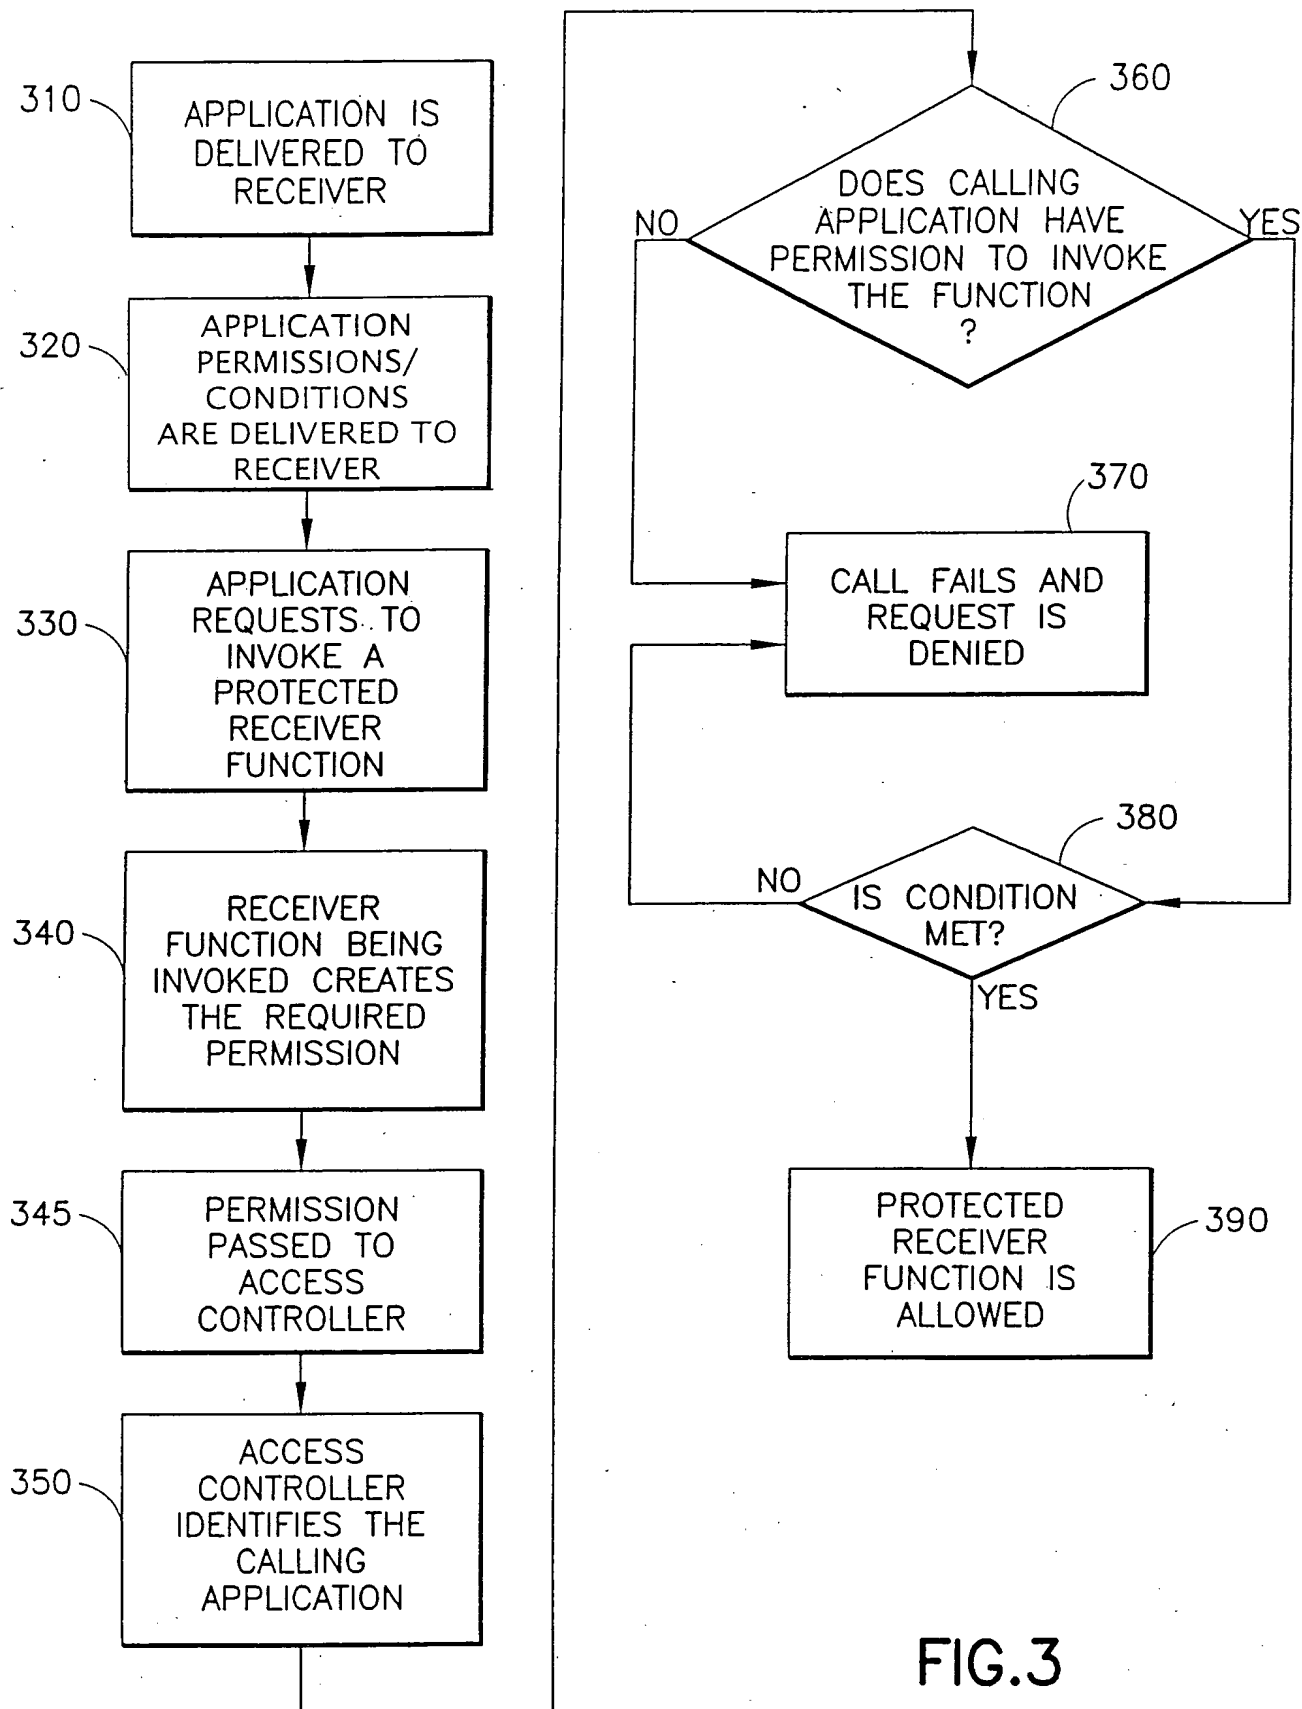 310
APPLICATION IS
DELIVERED TO
RECEIVER
320
APPLICATION
PERMISSIONS/
CONDITIONS
ARE DELIVERED TO
RECEIVER
330
APPLICATION
REQUESTS TO
INVOKE A
PROTECTED
RECEIVER
FUNCTION
340
RECEIVER
FUNCTION BEING
INVOKED CREATES
THE REQUIRED
PERMISSION
345
PERMISSION
PASSED TO
ACCESS
CONTROLLER
350
ACCESS
CONTROLLER
IDENTIFIES THE
CALLING
APPLICATION
360
DOES CALLING
APPLICATION HAVE
PERMISSION TO INVOKE
THE FUNCTION
?
NO
YES
370
CALL FAILS AND
REQUEST IS
DENIED
380
IS CONDITION
MET?
NO
YES
390
PROTECTED
RECEIVER
FUNCTION IS
ALLOWED
FIG.3